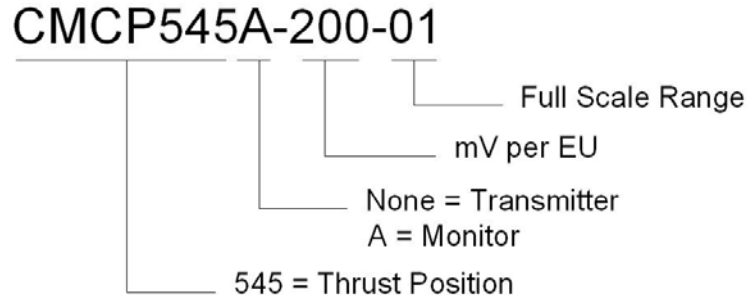 CMCP545A-200-01
Full Scale Range
mV per EU
None = Transmitter
A = Monitor
545 = Thrust Position